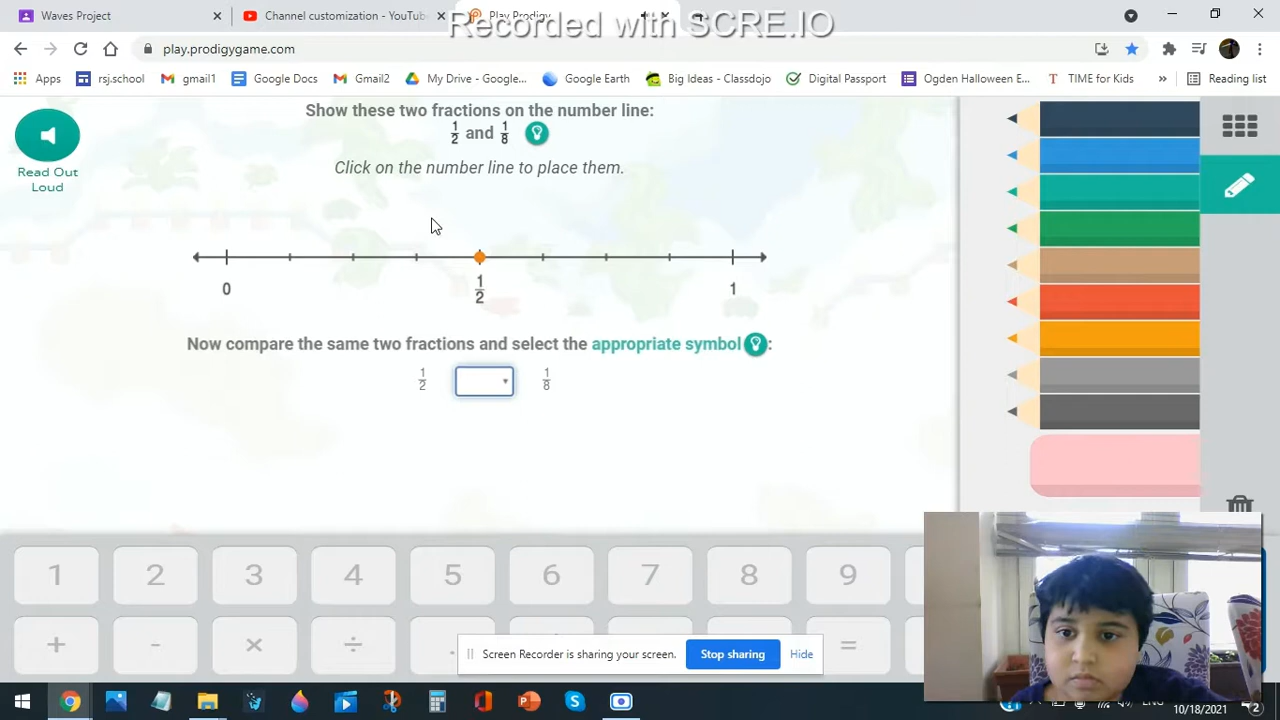 Waves Project
Channel customization - YouTube
Play Prodigy
Recorded with SCRE.IO
play.prodigygame.com
Apps
rsj.school
gmail1
Google Docs
Gmail2
My Drive - Google...
Google Earth
Big Ideas - Classdojo
Digital Passport
Ogden Halloween E...
T TIME for Kids
»
Reading list
Show these two fractions on the number line:
1/2 and 1/8
Click on the number line to place them.
Read Out
Loud
0 1/2 1
Now compare the same two fractions and select the appropriate symbol :
1/2 1/8
1 2 3 4 5 6 7 8 9
+ - × ÷ . =
Screen Recorder is sharing your screen.
Stop sharing
Hide
10/18/2021
2